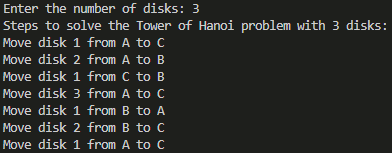 Enter the number of disks: 3
Steps to solve the Tower of Hanoi problem with 3 disks:
Move disk 1 from A to C
Move disk 2 from A to B
Move disk 1 from C to B
Move disk 3 from A to C
Move disk 1 from B to A
Move disk 2 from B to C
Move disk 1 from A to C